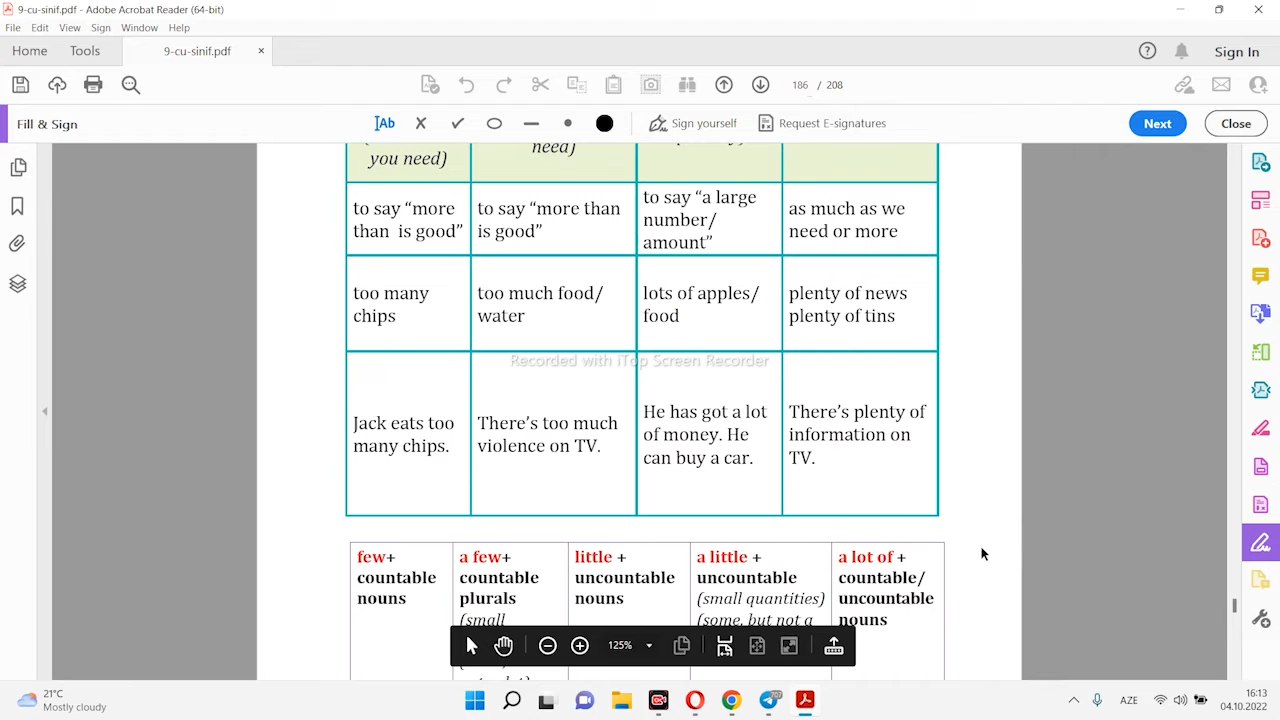 9-cu-sinif.pdf - Adobe Acrobat Reader (64-bit)
File Edit View Sign Window Help
Home Tools 9-cu-sinif.pdf × Sign In
186 / 208
Fill & Sign Ab Sign yourself Request E-signatures Next Close
you need)
need)
to say “more
than is good”
to say “more than
is good”
to say “a large
number/
amount”
as much as we
need or more
too many
chips
too much food/
water
lots of apples/
food
plenty of news
plenty of tins
Recorded with iTop Screen Recorder
Jack eats too
many chips.
There’s too much
violence on TV.
He has got a lot
of money. He
can buy a car.
There’s plenty of
information on
TV.
few+
countable
nouns
a few+
countable
plurals
(small
little +
uncountable
nouns
a little +
uncountable
(small quantities)
(some, but not a
a lot of +
countable/
uncountable
nouns
125%
21°C
Mostly cloudy
707
AZE
16:13
04.10.2022